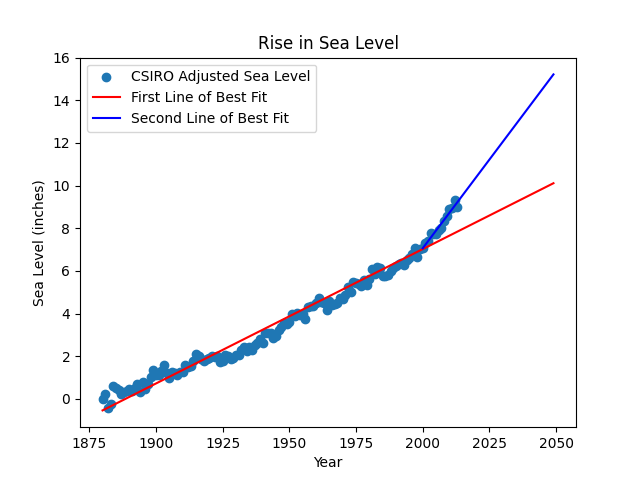 Rise in Sea Level
CSIRO Adjusted Sea Level
First Line of Best Fit
Second Line of Best Fit
Sea Level (inches)
16
14
12
10
8
6
4
2
0
1875 1900 1925 1950 1975 2000 2025 2050
Year